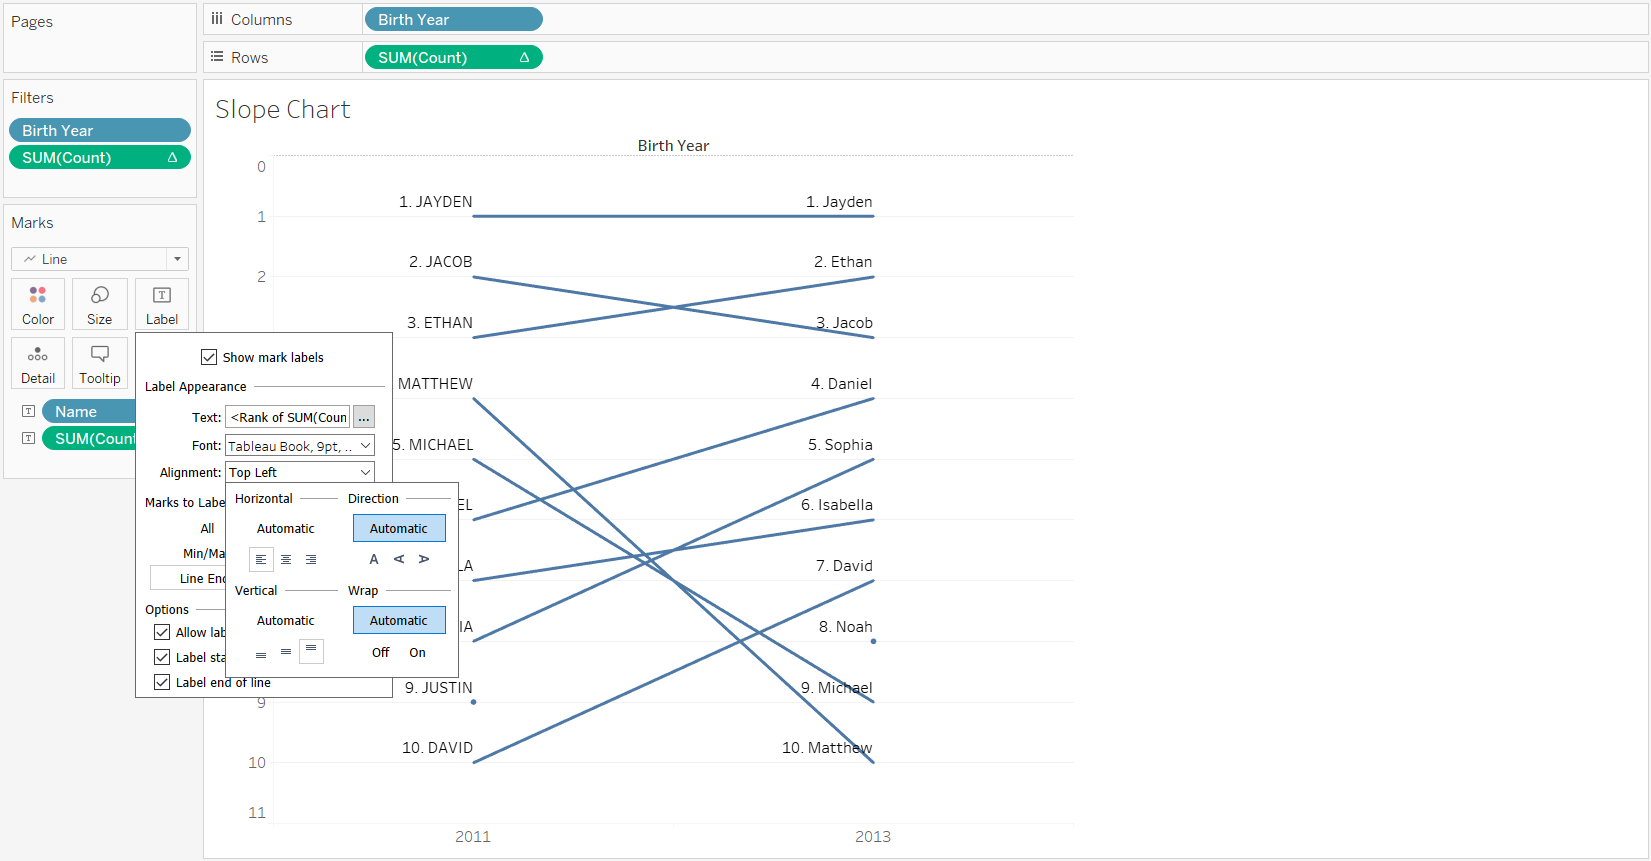 Pages
Columns
Birth Year
Rows
SUM(Count)
Filters
Birth Year
SUM(Count)
Marks
Line
Color
Size
Label
Detail
Tooltip
Name
SUM(Count
Show mark labels
Label Appearance
Text:
<Rank of SUM(Coun
...
Font:
Tableau Book, 9pt, ..
Alignment:
Top Left
Marks to Labe
All
Min/Ma
Line End
Options
Allow lab
Label sta
Label end of line
Horizontal
Direction
Automatic
Automatic
A
A
A
Vertical
Wrap
Automatic
Automatic
Off
On
Slope Chart
Birth Year
0
1
2
9
10
11
1. JAYDEN
2. JACOB
3. ETHAN
MATTHEW
5. MICHAEL
EL
LA
IA
9. JUSTIN
10. DAVID
1. Jayden
2. Ethan
3. Jacob
4. Daniel
5. Sophia
6. Isabella
7. David
8. Noah
9. Michael
10. Matthew
2011
2013